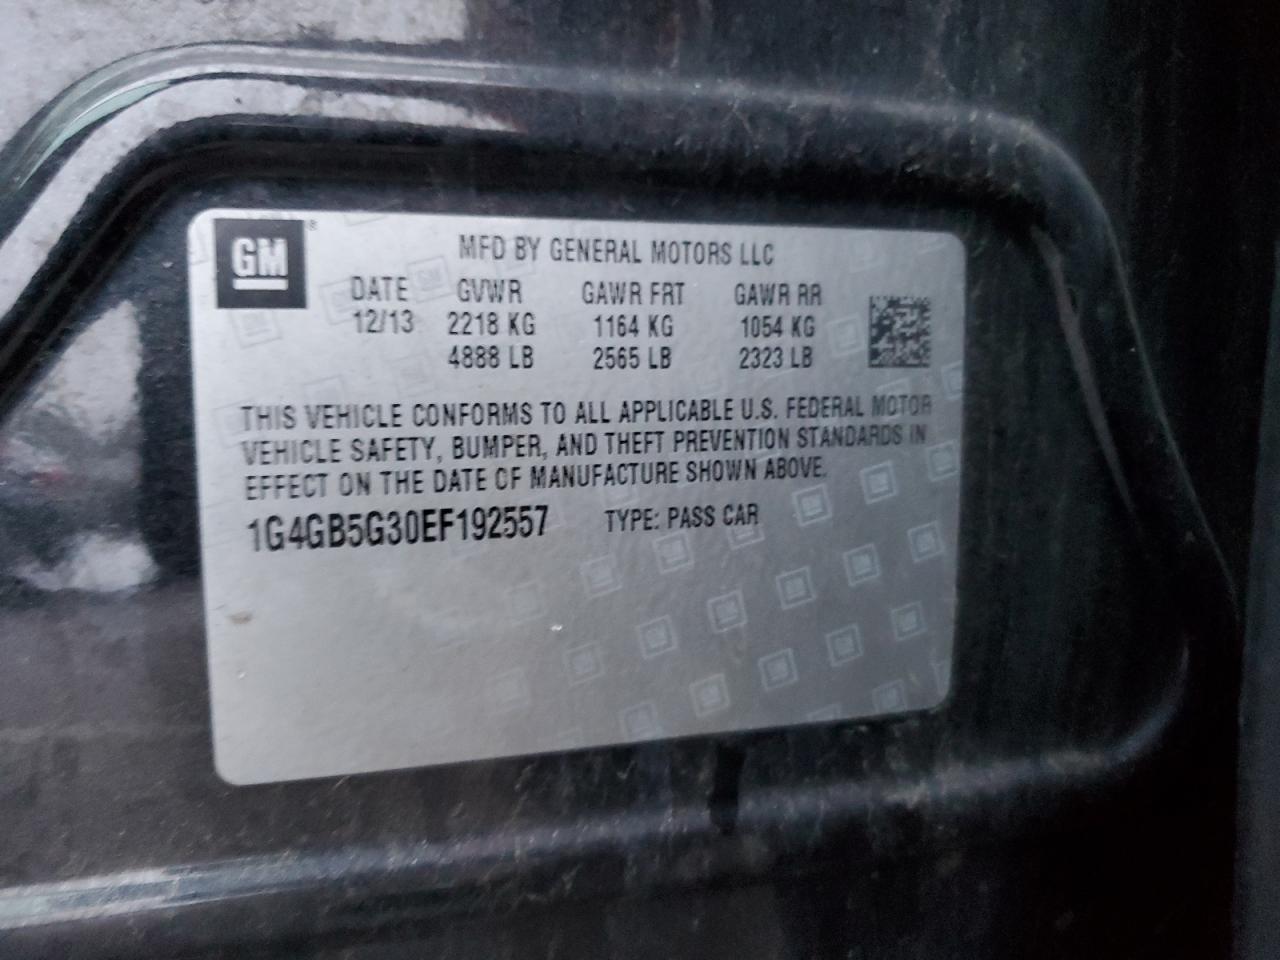 GM®
MFD BY GENERAL MOTORS LLC
DATE GVWR GAWR FRT GAWR RR
12/13 2218 KG 1164 KG 1054 KG
4888 LB 2565 LB 2323 LB
THIS VEHICLE CONFORMS TO ALL APPLICABLE U.S. FEDERAL MOTOR
VEHICLE SAFETY, BUMPER, AND THEFT PREVENTION STANDARDS IN
EFFECT ON THE DATE OF MANUFACTURE SHOWN ABOVE.
1G4GB5G30EF192557 TYPE: PASS CAR